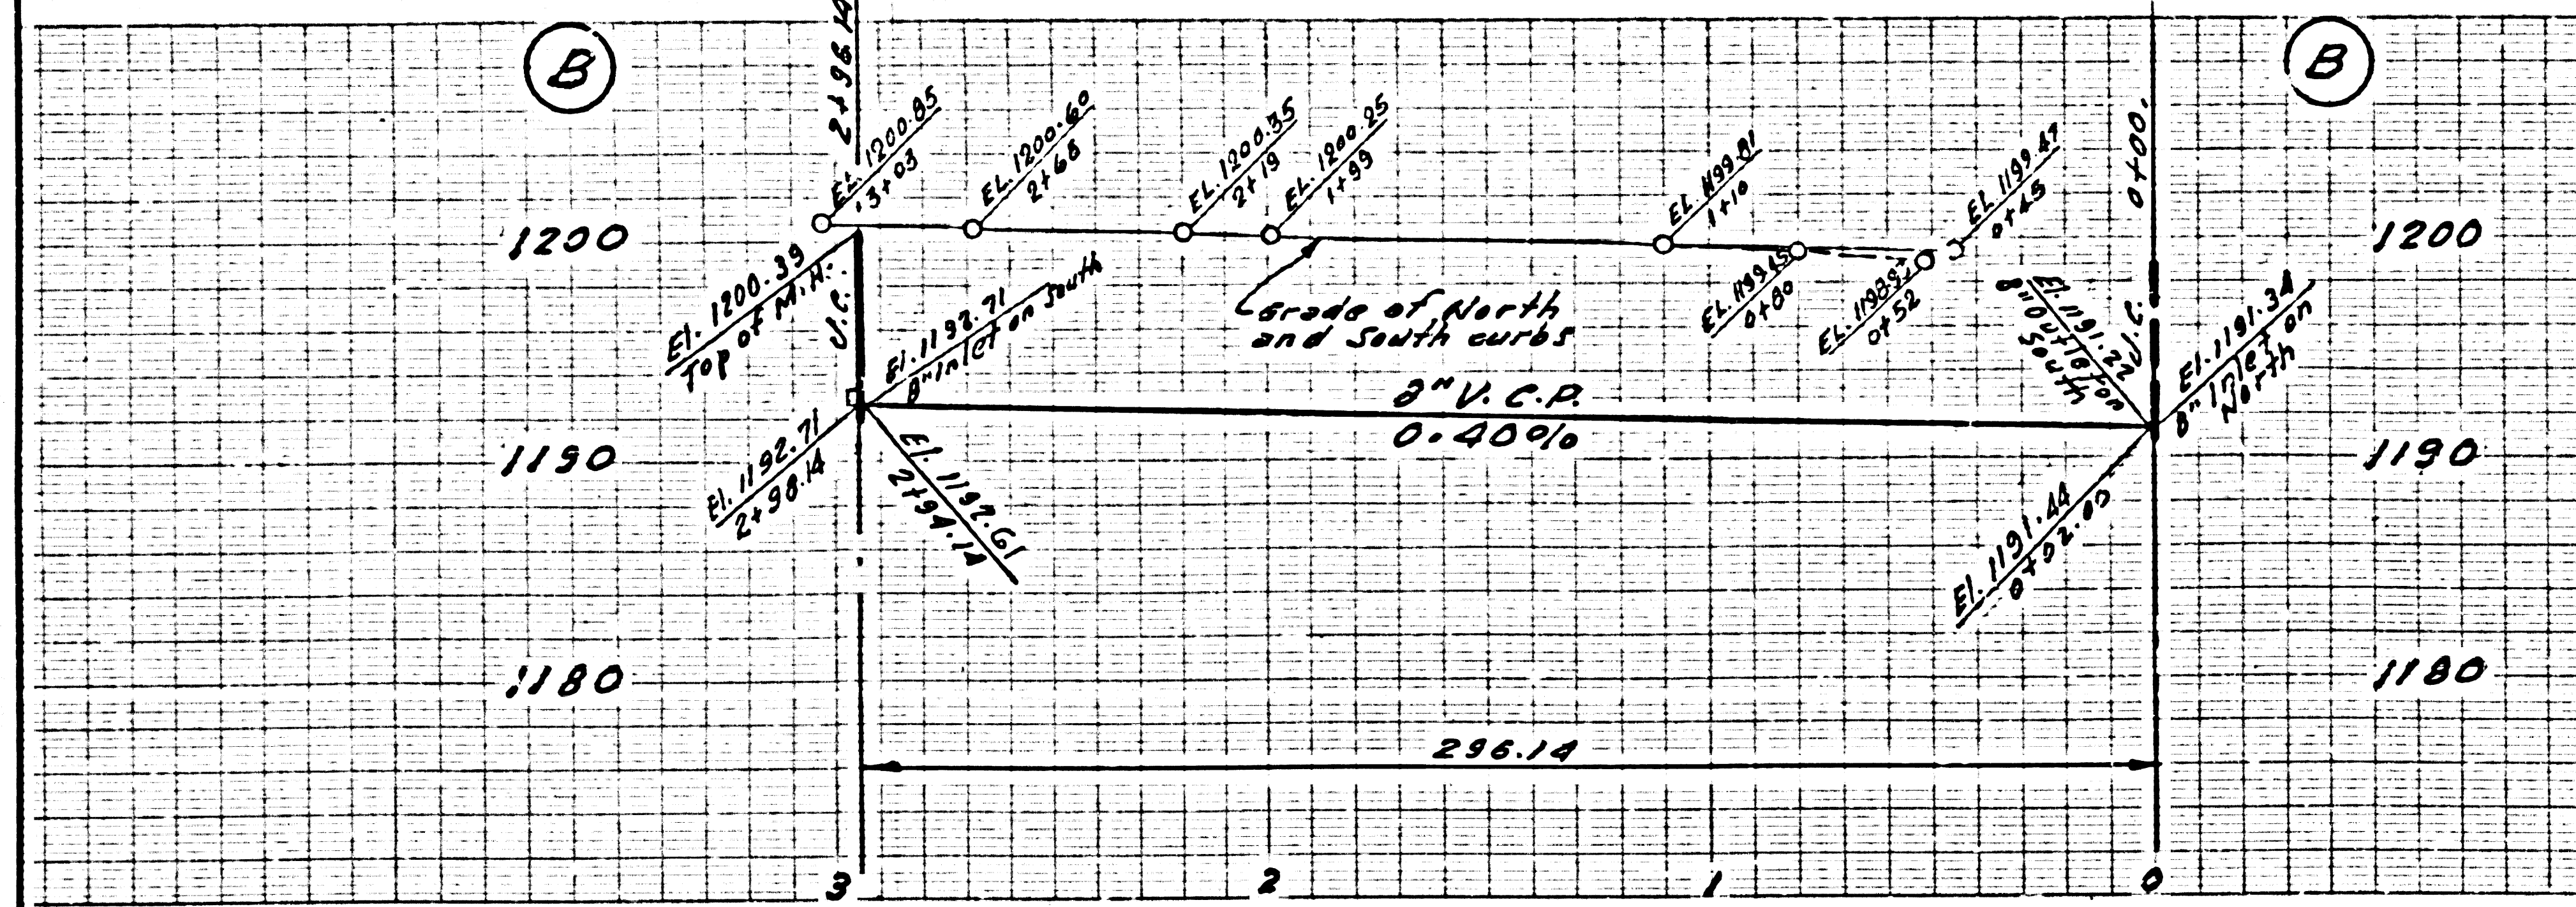 B
B
2+96.14
0+00.
EL. 1200.85
3+03
EL. 1200.60
2+68
EL. 1200.35
2+19
EL. 1200.25
1+99
EL. 1199.81
1+10
EL. 1199.47
0+45
EL. 1199.65
0+80
0+52
1200
1200
El. 1200.39
Top of M.H.
J.C.
El. 1192.71
8" Inlet on South
Grade of North
and South curbs
El. 1191.22
8" Outlet on
South
J.C.
El. 1191.34
8" Inlet on
North
8" V.C.P.
0.40%
1190
1190
El. 1192.71
2+98.14
El. 1192.61
2+94.14
El. 1191.44
0+02.00
1180
1180
296.14
3
2
1
0